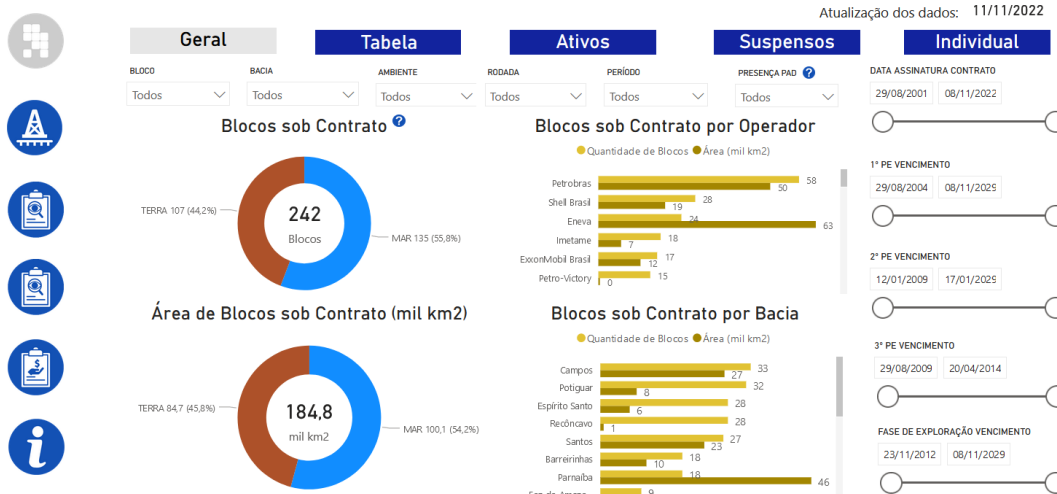 Atualização dos dados: 11/11/2022
Geral
Tabela
Ativos
Suspensos
Individual
BLOCO
Todos
BACIA
Todos
AMBIENTE
Todos
RODADA
Todos
PERÍODO
Todos
PRESENÇA PAD ?
Todos
DATA ASSINATURA CONTRATO
29/08/2001 08/11/2022
Blocos sob Contrato ?
TERRA 107 (44,2%)
242
Blocos
MAR 135 (55,8%)
Blocos sob Contrato por Operador
Quantidade de Blocos Área (mil km2)
Petrobras 58
50
Shell Brasil 28
19
Eneva 24
63
Imetame 18
7
ExxonMobil Brasil 17
12
Petro-Victory 15
0
1° PE VENCIMENTO
29/08/2004 08/11/2029
2° PE VENCIMENTO
12/01/2009 17/01/2029
Área de Blocos sob Contrato (mil km2)
TERRA 84,7 (45,8%)
184,8
mil km2
MAR 100,1 (54,2%)
Blocos sob Contrato por Bacia
Quantidade de Blocos Área (mil km2)
Campos 33
27
Potiguar 32
8
Espírito Santo 28
6
Recôncavo 28
1
Santos 27
23
Barreirinhas 18
10
Parnaíba 18
46
9
3° PE VENCIMENTO
29/08/2009 20/04/2014
FASE DE EXPLORAÇÃO VENCIMENTO
23/11/2012 08/11/2029